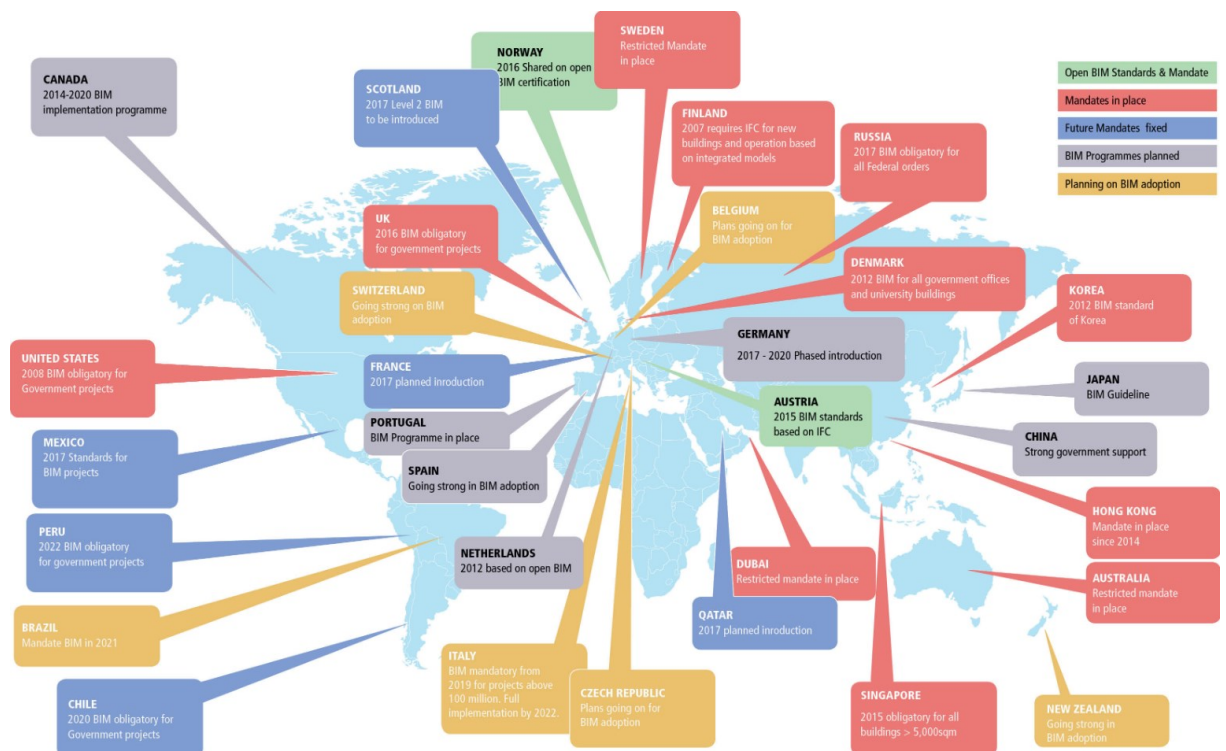 SWEDEN
Restricted Mandate
in place
NORWAY
2016 Shared on open
BIM certification
CANADA
2014-2020 BIM
implementation programme
SCOTLAND
2017 Level 2 BIM
to be introduced
FINLAND
2007 requires IFC for new
buildings and operation based
on integrated models
RUSSIA
2017 BIM obligatory for
all Federal orders
Open BIM Standards & Mandate
Mandates in place
Future Mandates fixed
BIM Programmes planned
Planning on BIM adoption
UK
2016 BIM obligatory
for government projects
BELGIUM
Plans going on for
BIM adoption
SWITZERLAND
Going strong on BIM
adoption
DENMARK
2012 BIM for all government offices
and university buildings
KOREA
2012 BIM standard
of Korea
UNITED STATES
2008 BIM obligatory for
Government projects
FRANCE
2017 planned inroduction
GERMANY
2017 - 2020 Phased introduction
JAPAN
BIM Guideline
PORTUGAL
BIM Programme in place
AUSTRIA
2015 BIM standards
based on IFC
MEXICO
2017 Standards for
BIM projects
SPAIN
Going strong in BIM adoption
CHINA
Strong government support
PERU
2022 BIM obligatory
for government projects
NETHERLANDS
2012 based on open BIM
HONG KONG
Mandate in place
since 2014
DUBAI
Restricted mandate in place
AUSTRALIA
Restricted mandate
in place
BRAZIL
Mandate BIM in 2021
QATAR
2017 planned inroduction
ITALY
BIM mandatory from
2019 for projects above
100 million. Full
implementation by 2022.
CZECH REPUBLIC
Plans going on for
BIM adoption
CHILE
2020 BIM obligatory for
Government projects
SINGAPORE
2015 obligatory for all
buildings > 5,000sqm
NEW ZEALAND
Going strong in
BIM adoption